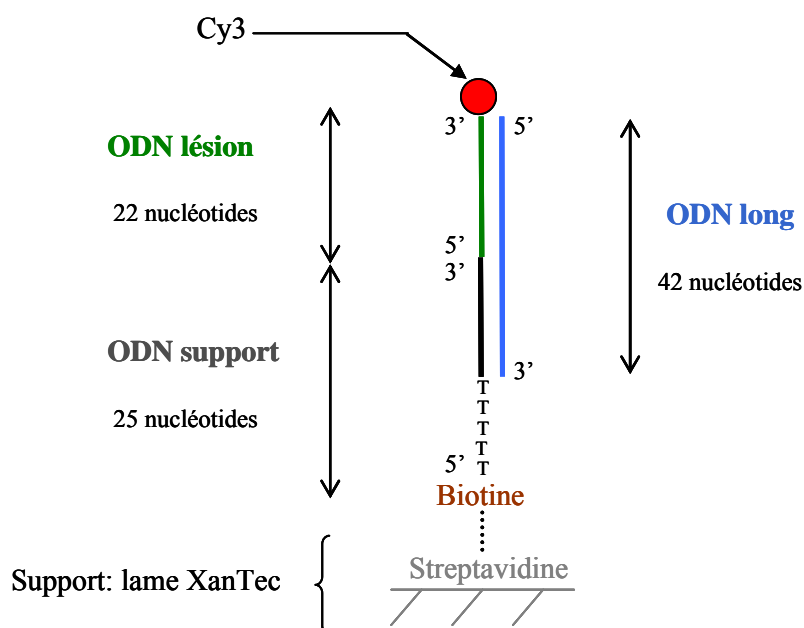 Cy3
3’
5’
ODN lésion
22 nucléotides
5’
3’
ODN long
42 nucléotides
ODN support
25 nucléotides
3’
T
T
T
T
T
5’
Biotine
Streptavidine
Support: lame XanTec